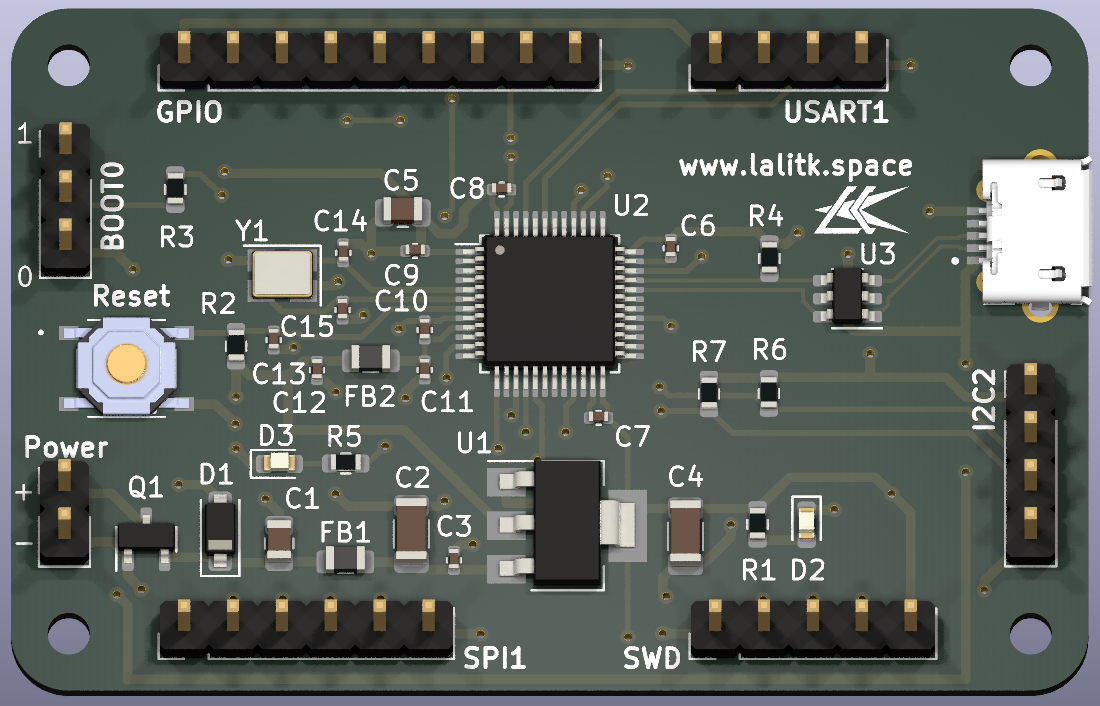 GPIO
USART1
1
BOOT0
0
www.lalitk.space
C5
C8
U2
R3
Y1
C14
C6
R4
U3
C9
C10
Reset
R2
C15
R7
R6
C13
C12
FB2
C11
I2C2
Power
D3
R5
U1
C7
+
-
Q1
D1
C1
C2
C4
FB1
C3
R1
D2
SPI1
SWD